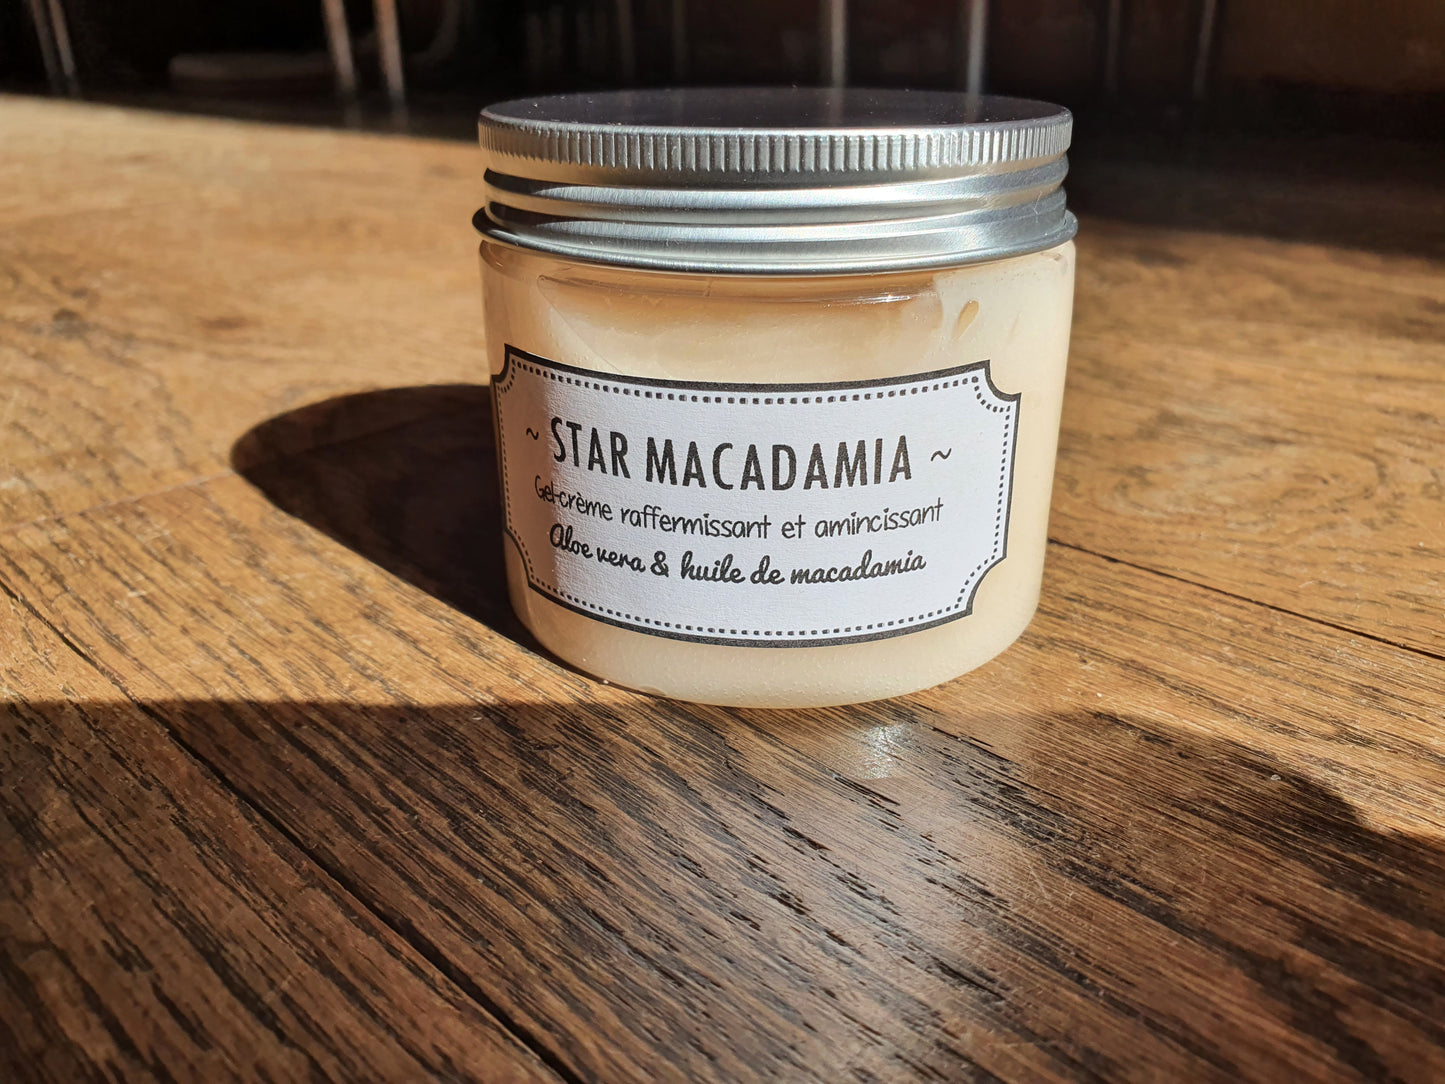 ~ STAR MACADAMIA ~
Gel-crème raffermissant et amincissant
Aloe vera & huile de macadamia